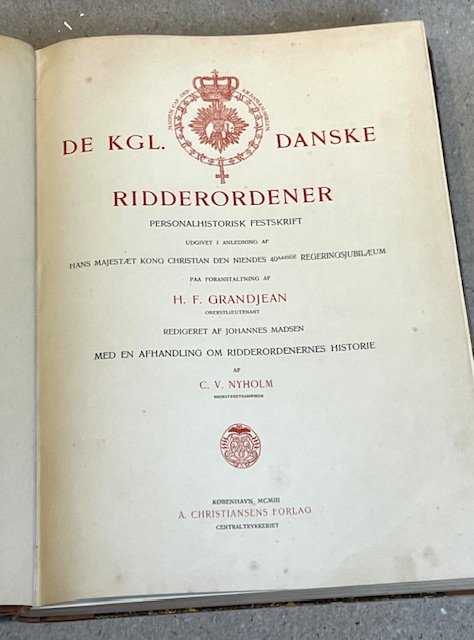 DE KGL. DANSKE
RIDDERORDENER
PERSONALHISTORISK FESTSKRIFT
UDGIVET I ANLEDNING AF
HANS MAJESTÆT KONG CHRISTIAN DEN NIENDES 40AARIGE REGERINGSJUBILÆUM
PAA FORANSTALTNING AF
H. F. GRANDJEAN
OBERSTLIEUTENANT
REDIGERET AF JOHANNES MADSEN
MED EN AFHANDLING OM RIDDERORDENERNES HISTORIE
AF
C. V. NYHOLM
HØJESTERETSASSESSOR
KØBENHAVN MCMIII
A. CHRISTIANSENS FORLAG
CENTRALTRYKKERIET